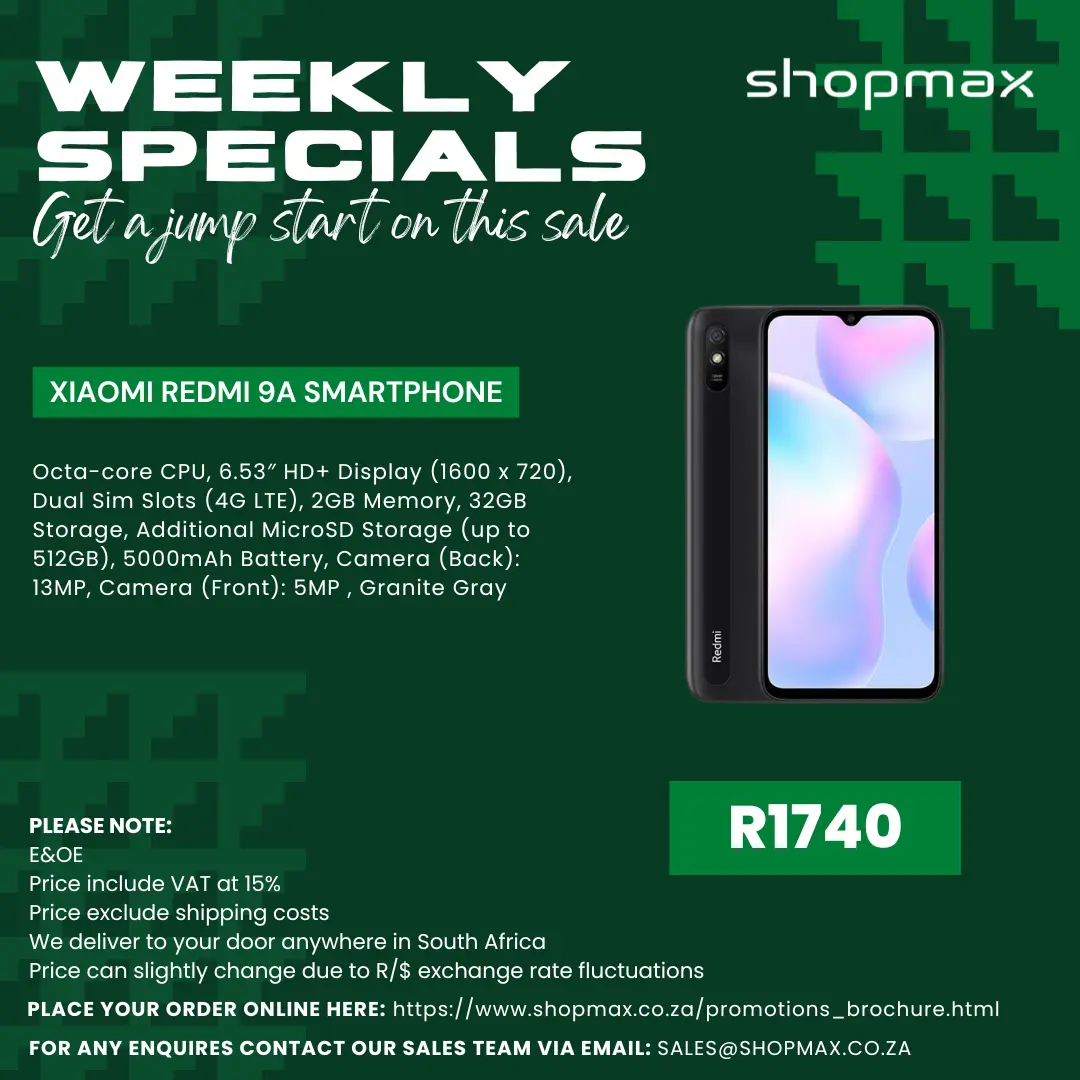 WEEKLY
SPECIALS
Get a jump start on this sale
shopmax
XIAOMI REDMI 9A SMARTPHONE
Octa-core CPU, 6.53″ HD+ Display (1600 x 720),
Dual Sim Slots (4G LTE), 2GB Memory, 32GB
Storage, Additional MicroSD Storage (up to
512GB), 5000mAh Battery, Camera (Back):
13MP, Camera (Front): 5MP , Granite Gray
Redmi
R1740
PLEASE NOTE:
E&OE
Price include VAT at 15%
Price exclude shipping costs
We deliver to your door anywhere in South Africa
Price can slightly change due to R/$ exchange rate fluctuations
PLACE YOUR ORDER ONLINE HERE: https://www.shopmax.co.za/promotions_brochure.html
FOR ANY ENQUIRES CONTACT OUR SALES TEAM VIA EMAIL: SALES@SHOPMAX.CO.ZA